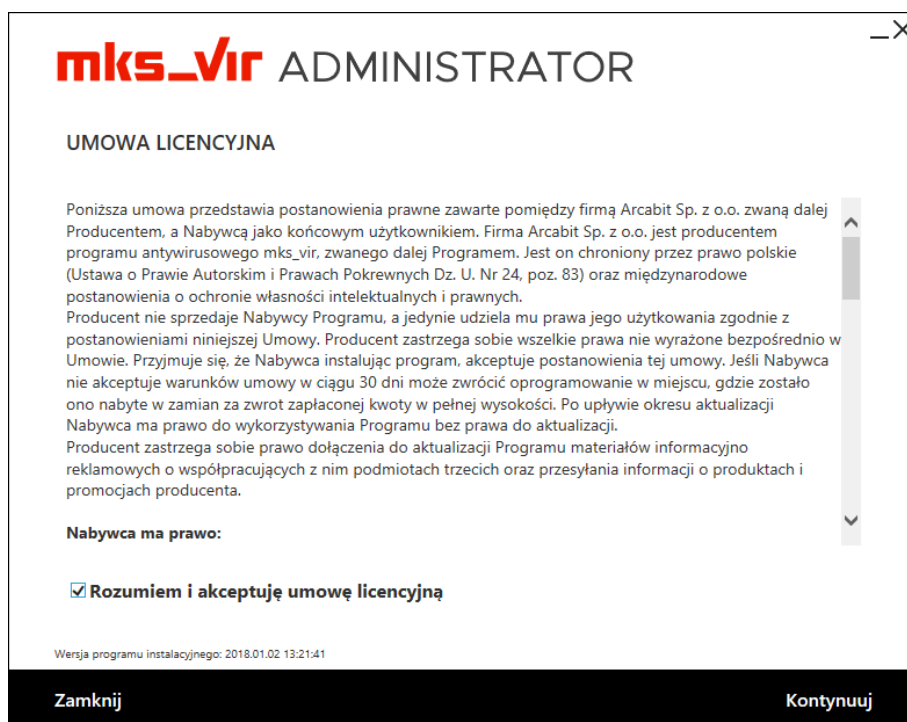 mks_vir ADMINISTRATOR
UMOWA LICENCYJNA
Poniższa umowa przedstawia postanowienia prawne zawarte pomiędzy firmą Arcabit Sp. z o.o. zwaną dalej
Producentem, a Nabywcą jako końcowym użytkownikiem. Firma Arcabit Sp. z o.o. jest producentem
programu antywirusowego mks_vir, zwanego dalej Programem. Jest on chroniony przez prawo polskie
(Ustawa o Prawie Autorskim i Prawach Pokrewnych Dz. U. Nr 24, poz. 83) oraz międzynarodowe
postanowienia o ochronie własności intelektualnych i prawnych.
Producent nie sprzedaje Nabywcy Programu, a jedynie udziela mu prawa jego użytkowania zgodnie z
postanowieniami niniejszej Umowy. Producent zastrzega sobie wszelkie prawa nie wyrażone bezpośrednio w
Umowie. Przyjmuje się, że Nabywca instalując program, akceptuje postanowienia tej umowy. Jeśli Nabywca
nie akceptuje warunków umowy w ciągu 30 dni może zwrócić oprogramowanie w miejscu, gdzie zostało
ono nabyte w zamian za zwrot zapłaconej kwoty w pełnej wysokości. Po upływie okresu aktualizacji
Nabywca ma prawo do wykorzystywania Programu bez prawa do aktualizacji.
Producent zastrzega sobie prawo dołączenia do aktualizacji Programu materiałów informacyjno
reklamowych o współpracujących z nim podmiotach trzecich oraz przesyłania informacji o produktach i
promocjach producenta.
Nabywca ma prawo:
Rozumiem i akceptuję umowę licencyjną
Wersja programu instalacyjnego: 2018.01.02 13:21:41
Zamknij
Kontynuuj